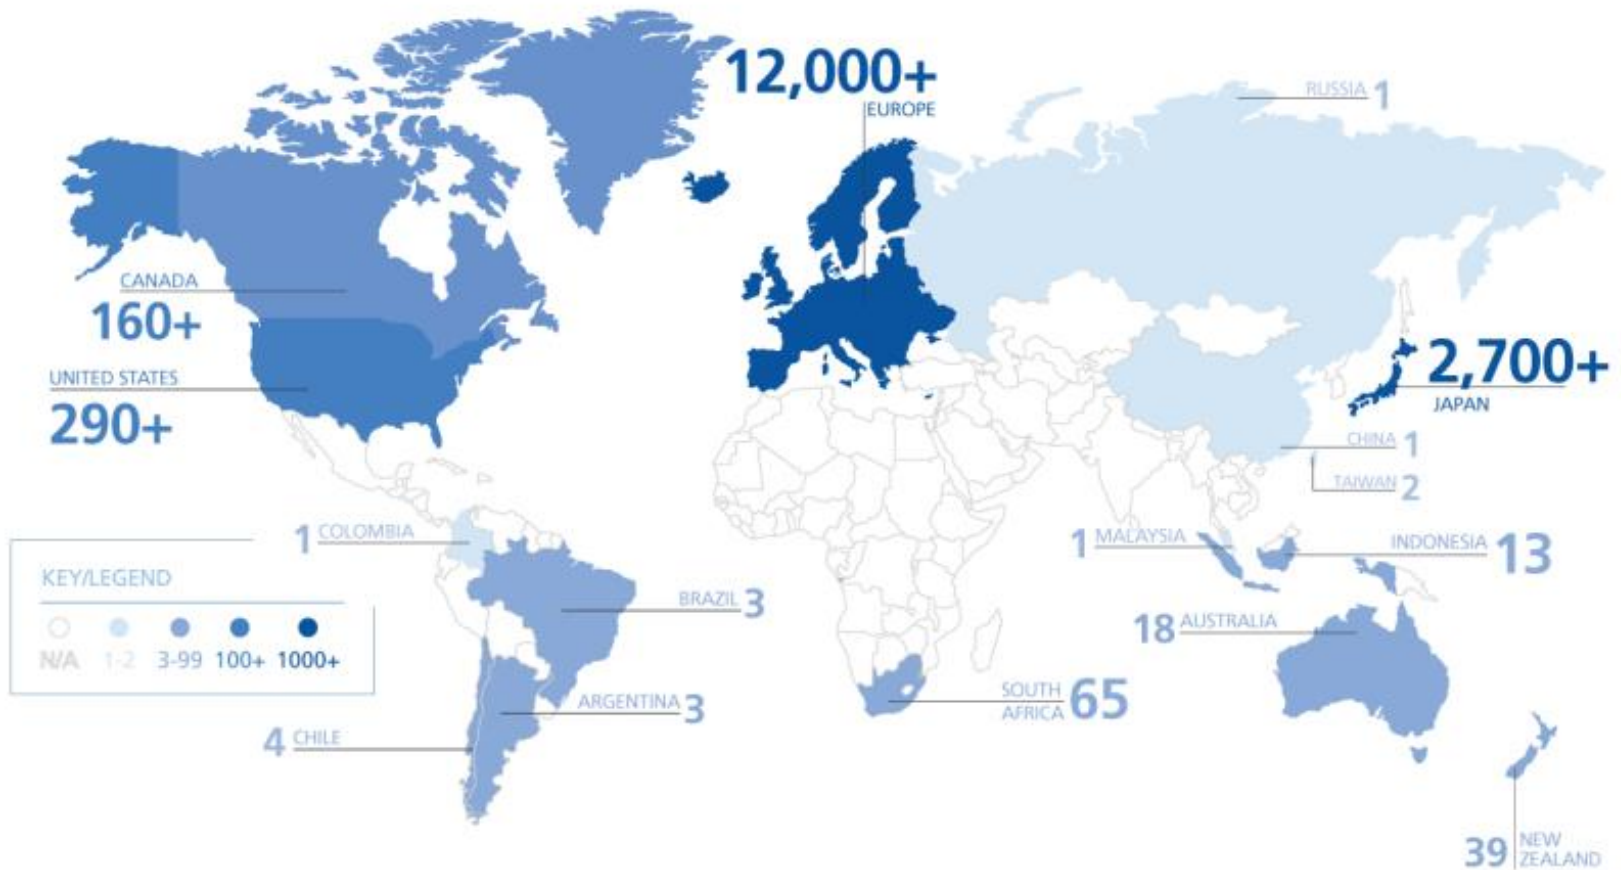 12,000+
EUROPE
RUSSIA 1
CANADA
160+
UNITED STATES
290+
2,700+
JAPAN
CHINA 1
TAIWAN 2
1 COLOMBIA
1 MALAYSIA
INDONESIA 13
KEY/LEGEND
N/A 1-2 3-99 100+ 1000+
BRAZIL 3
18 AUSTRALIA
ARGENTINA 3
SOUTH
AFRICA 65
4 CHILE
39 NEW
ZEALAND